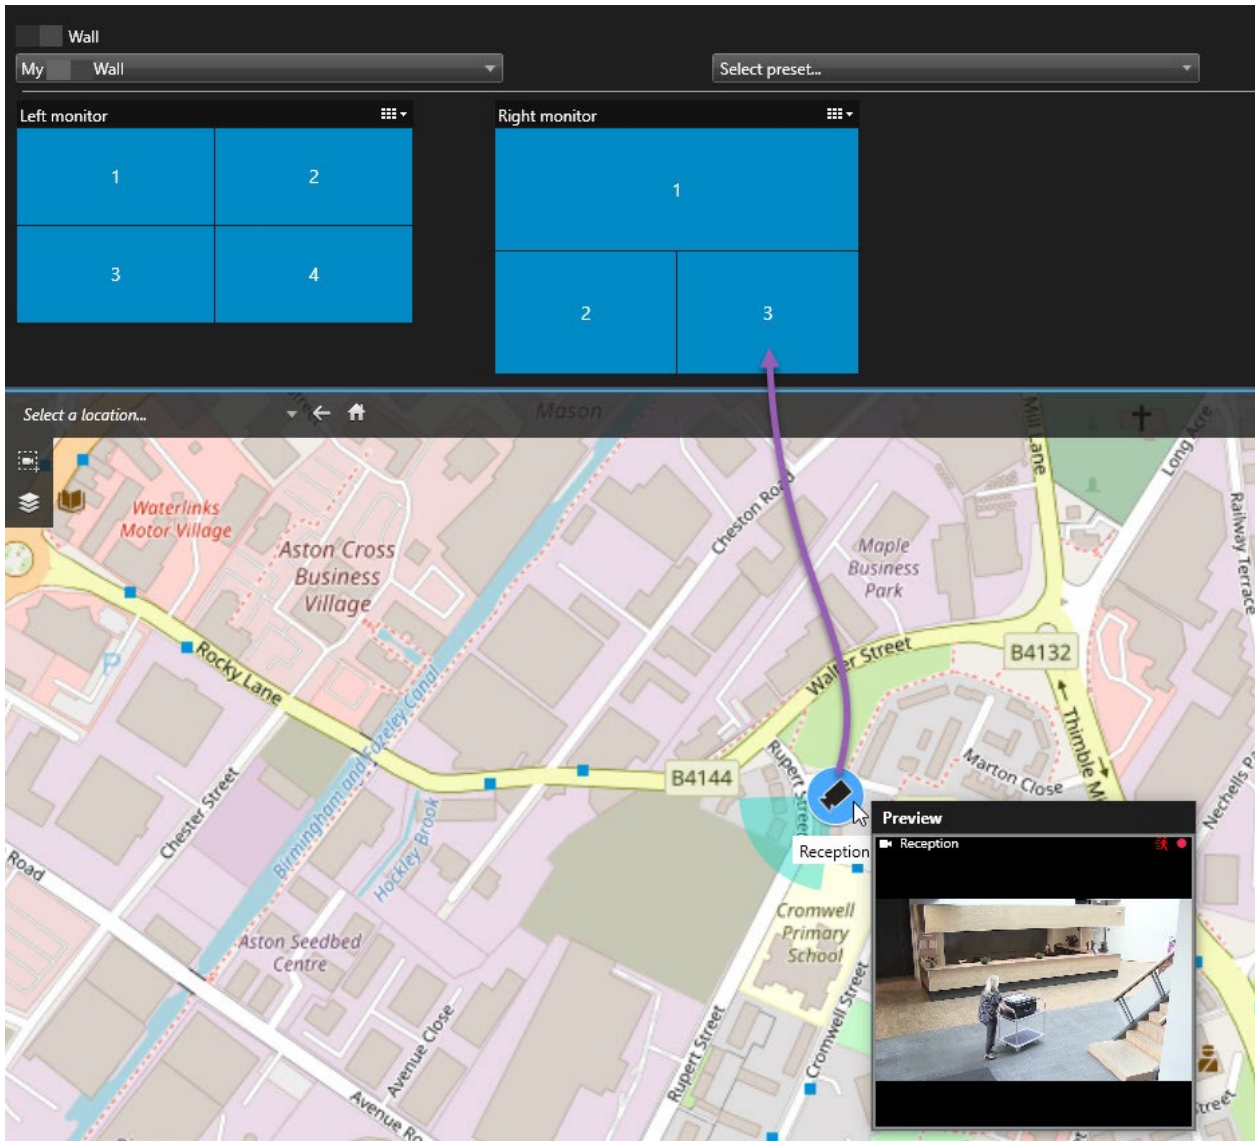 Wall
My Wall
Select preset...
Left monitor
Right monitor
1
2
3
4
1
2
3
Select a location...
Mason
Mill Lane
Long Acre
Railway Terrace
Waterlinks
Motor Village
Aston Cross
Business
Village
Cheston Road
Maple
Business
Park
P
Rocky Lane
Birmingham and Fazeley Canal
Walter Street
B4132
Thimble
B4144
Rupert Street
Marton Close
Nechells
Chester Street
Hockley Brook
Road
Reception
Preview
Reception
Cromwell
Primary
School
Aston Seedbed
Centre
Avenue Close
Rupert Street
Cromwell Street
Avenue